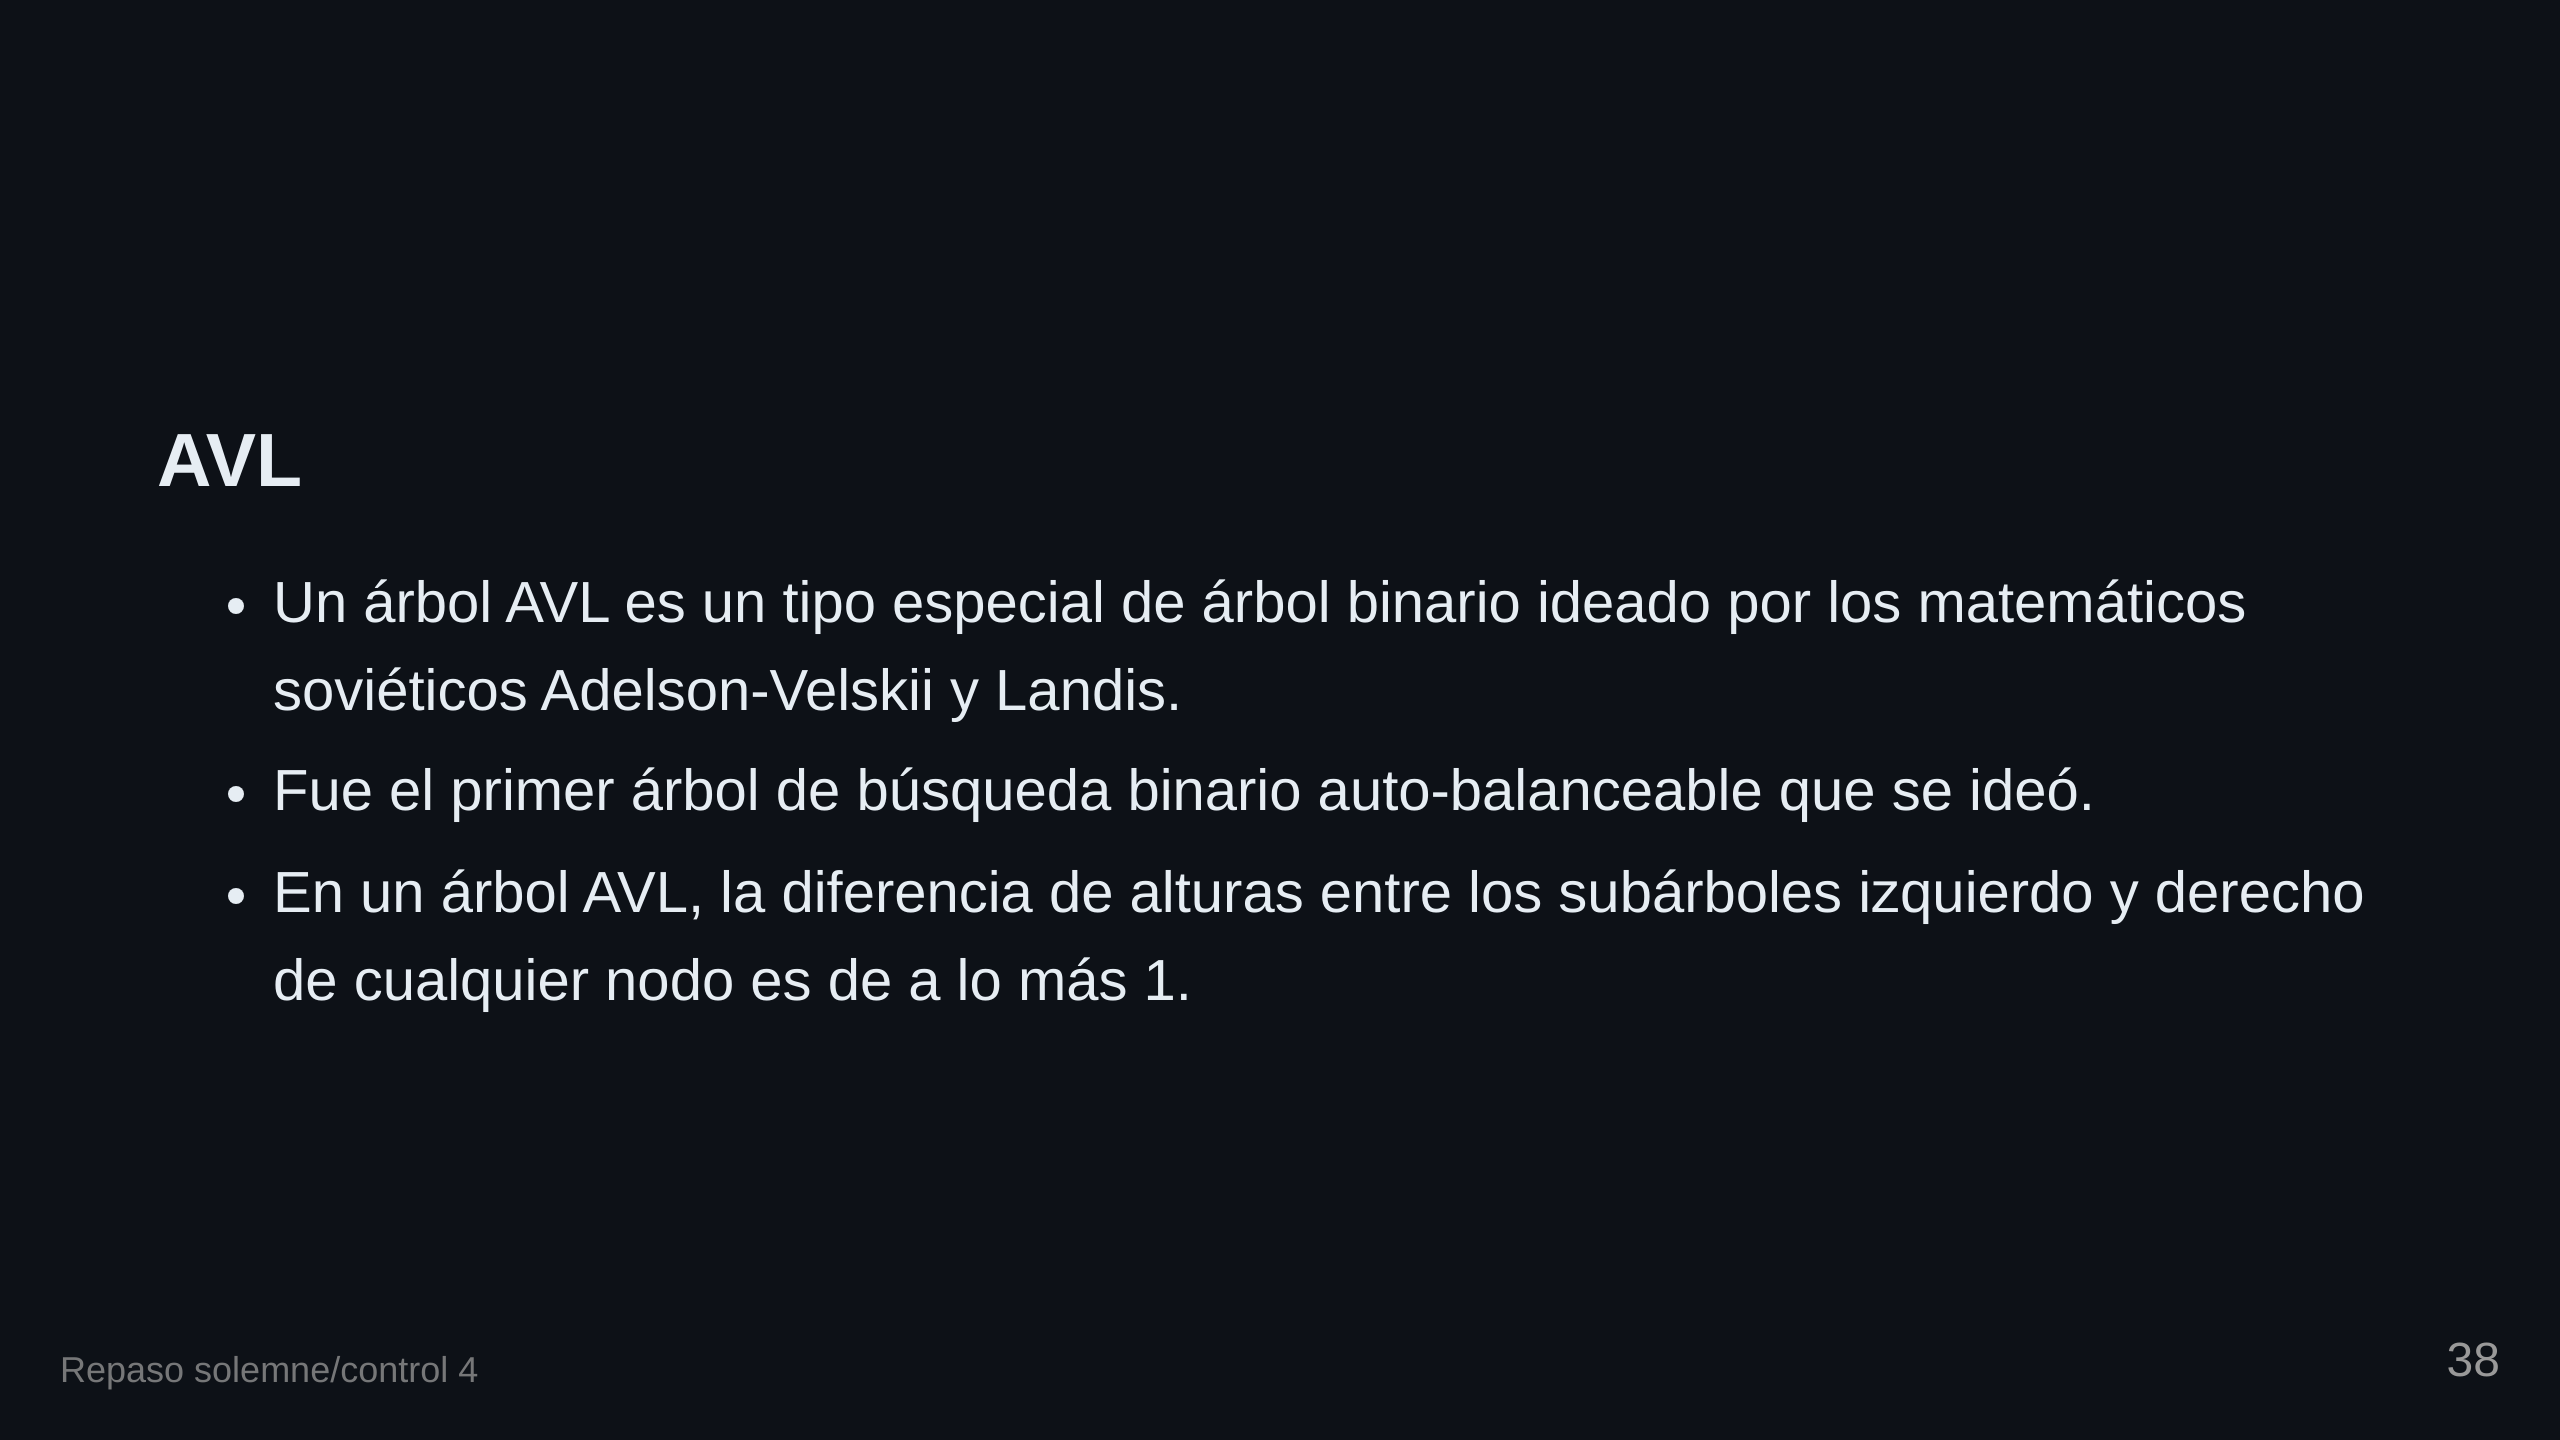 AVL
• Un árbol AVL es un tipo especial de árbol binario ideado por los matemáticos
soviéticos Adelson-Velskii y Landis.
• Fue el primer árbol de búsqueda binario auto-balanceable que se ideó.
• En un árbol AVL, la diferencia de alturas entre los subárboles izquierdo y derecho
de cualquier nodo es de a lo más 1.
Repaso solemne/control 4
38